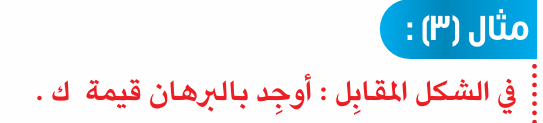 مثال (٣) :
في الشكل المقابِل : أوجِد بالبرهان قيمة ك .